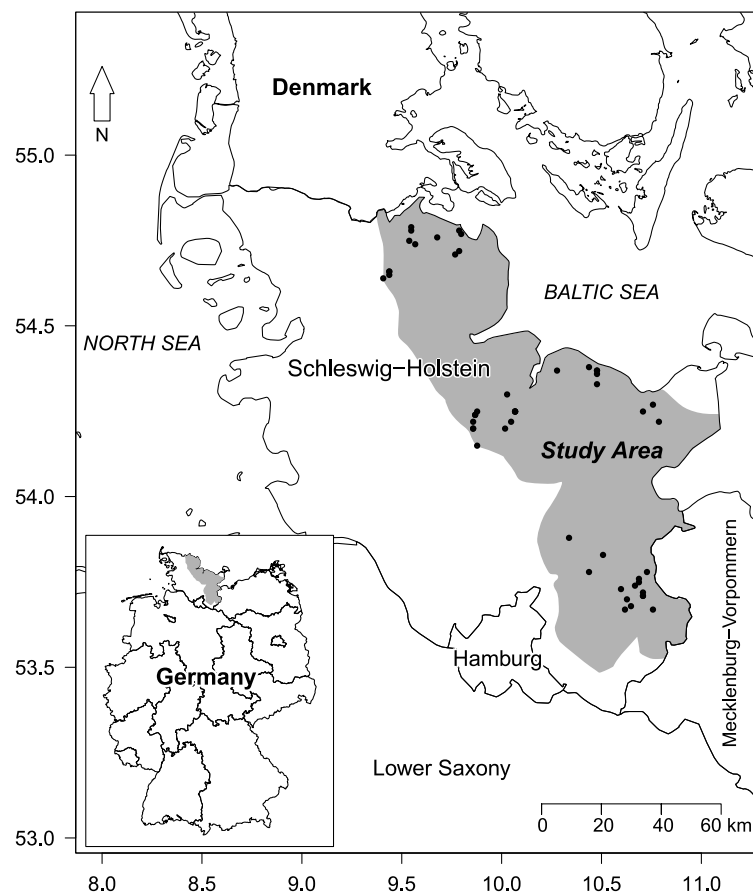 Denmark
N
55.0
BALTIC SEA
54.5
NORTH SEA
Schleswig−Holstein
Study Area
54.0
Mecklenburg−Vorpommern
Hamburg
53.5
Germany
Lower Saxony
0 20 40 60 km
53.0
8.0 8.5 9.0 9.5 10.0 10.5 11.0